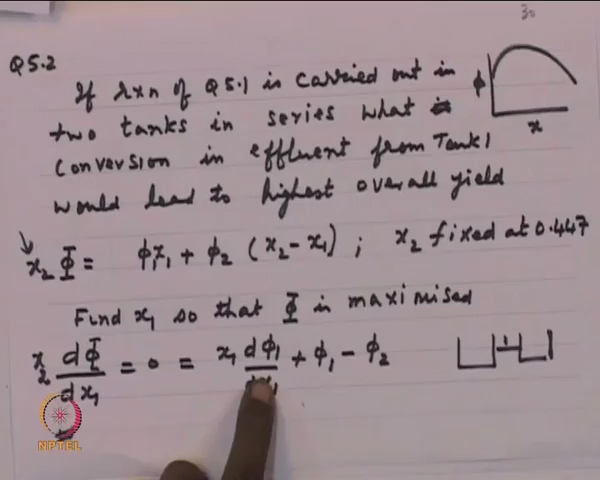 30
Q5.2
If rxn of Q5.1 is carried out in
two tanks in series what is
conversion in effluent from Tank 1
would lead to highest overall yield
ϕ
x
x₂ Φ = ϕ₁x₁ + ϕ₂ (x₂ - x₁) ; x₂ fixed at 0.447
Find x₁ so that Φ is maximised
x₂ dΦ/dx₁ = 0 = x₁ dϕ₁/dx₁ + ϕ₁ - ϕ₂
NPTEL